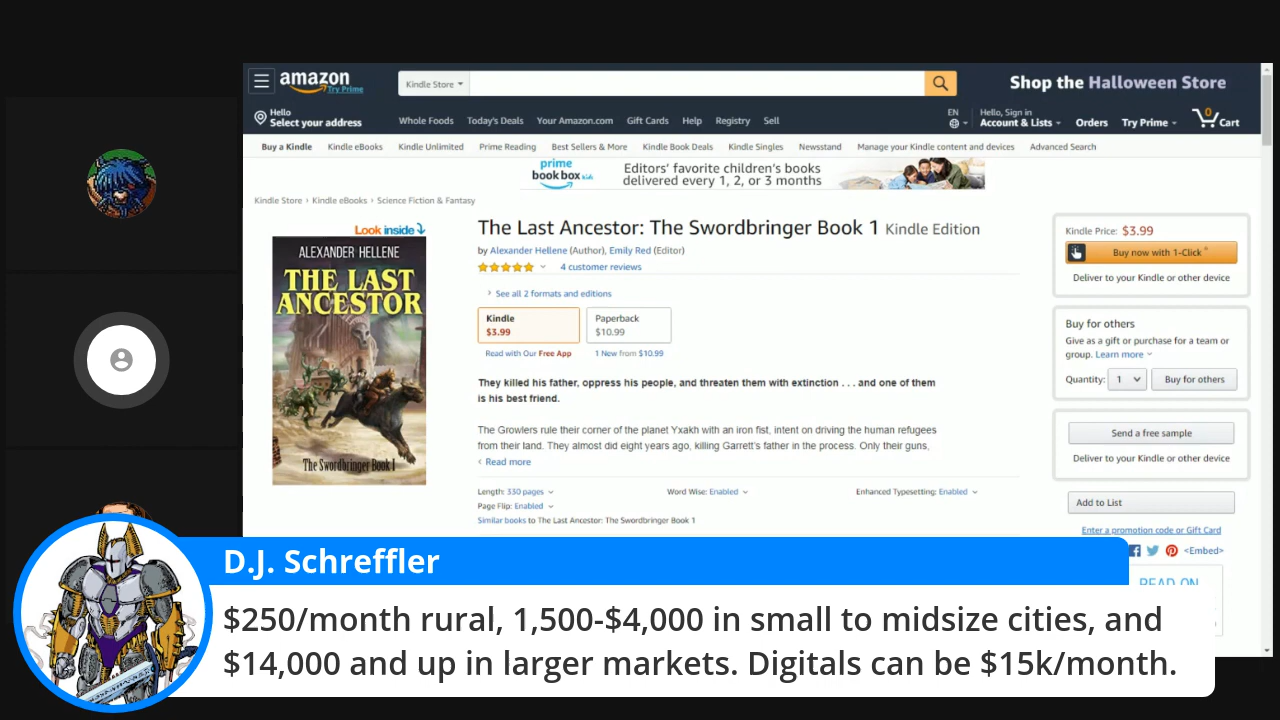 amazon
Try Prime
Kindle Store
Shop the Halloween Store
Hello
Select your address
Whole Foods
Today's Deals
Your Amazon.com
Gift Cards
Help
Registry
Sell
EN
Hello, Sign in
Account & Lists
Orders
Try Prime
0
Cart
Buy a Kindle
Kindle eBooks
Kindle Unlimited
Prime Reading
Best Sellers & More
Kindle Book Deals
Kindle Singles
Newsstand
Manage your Kindle content and devices
Advanced Search
prime
book box kids
Editors' favorite children's books
delivered every 1, 2, or 3 months
Kindle Store › Kindle eBooks › Science Fiction & Fantasy
Look inside
ALEXANDER HELLENE
THE LAST
ANCESTOR
The Swordbringer Book I
The Last Ancestor: The Swordbringer Book 1 Kindle Edition
by Alexander Hellene (Author), Emily Red (Editor)
4 customer reviews
› See all 2 formats and editions
Kindle
$3.99
Paperback
$10.99
Read with Our Free App
1 New from $10.99
They killed his father, oppress his people, and threaten them with extinction . . . and one of them
is his best friend.
The Growlers rule their corner of the planet Yxakh with an iron fist, intent on driving the human refugees
from their land. They almost did eight years ago, killing Garrett's father in the process. Only their guns,
‹ Read more
Length: 330 pages
Word Wise: Enabled
Enhanced Typesetting: Enabled
Page Flip: Enabled
Similar books to The Last Ancestor: The Swordbringer Book 1
Kindle Price: $3.99
Buy now with 1-Click ®
Deliver to your Kindle or other device
Buy for others
Give as a gift or purchase for a team or
group. Learn more
Quantity: 1
Buy for others
Send a free sample
Deliver to your Kindle or other device
Add to List
Enter a promotion code or Gift Card
<Embed>
READ ON
D.J. Schreffler
$250/month rural, 1,500-$4,000 in small to midsize cities, and
$14,000 and up in larger markets. Digitals can be $15k/month.